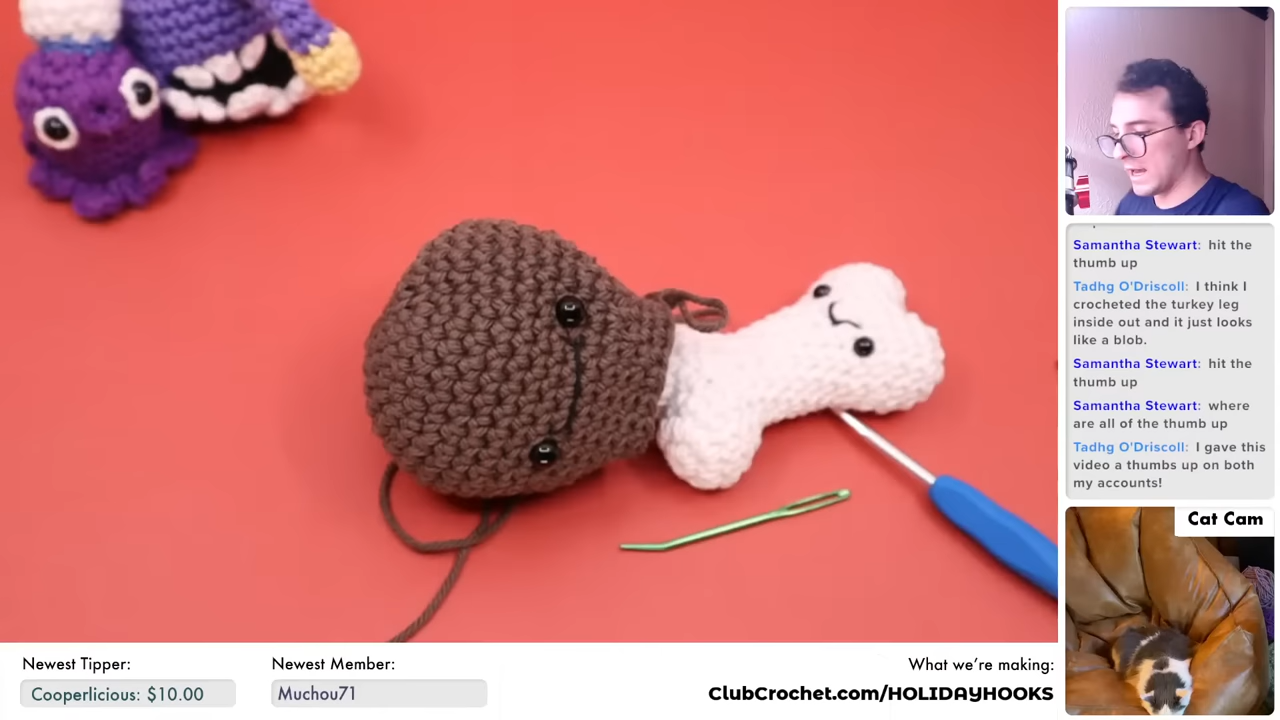 Samantha Stewart: hit the
thumb up
Tadhg O'Driscoll: I think I
crocheted the turkey leg
inside out and it just looks
like a blob.
Samantha Stewart: hit the
thumb up
Samantha Stewart: where
are all of the thumb up
Tadhg O'Driscoll: I gave this
video a thumbs up on both
my accounts!
Cat Cam
Newest Tipper:
Cooperlicious: $10.00
Newest Member:
Muchou71
What we're making:
ClubCrochet.com/HOLIDAYHOOKS